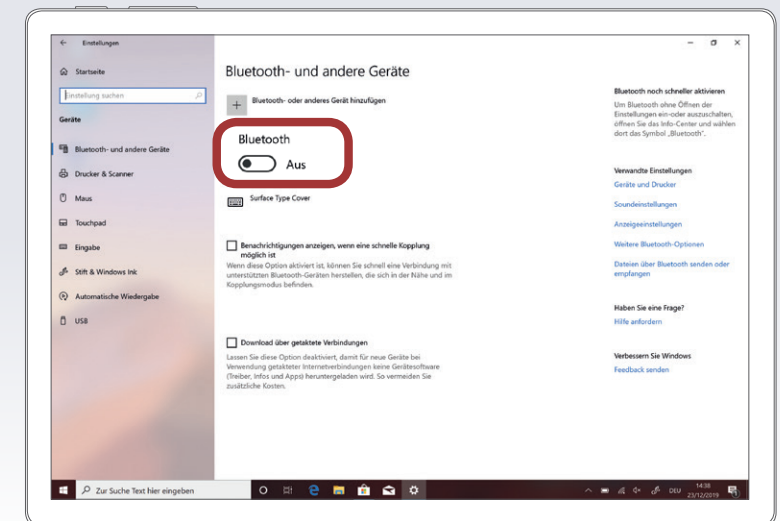 Einstellungen
Startseite
Einstellung suchen
Geräte
Bluetooth- und andere Geräte
Drucker & Scanner
Maus
Touchpad
Eingabe
Stift & Windows Ink
Automatische Wiedergabe
USB
Bluetooth- und andere Geräte
Bluetooth- oder anderes Gerät hinzufügen
Bluetooth
Aus
Surface Type Cover
Benachrichtigungen anzeigen, wenn eine schnelle Kopplung
möglich ist
Wenn diese Option aktiviert ist, können Sie schnell eine Verbindung mit
unterstützten Bluetooth-Geräten herstellen, die sich in der Nähe und im
Kopplungsmodus befinden.
Download über getaktete Verbindungen
Lassen Sie diese Option deaktiviert, damit für neue Geräte bei
Verwendung getakteter Internetverbindungen keine Gerätesoftware
(Treiber, Infos und Apps) heruntergeladen wird. So vermeiden Sie
zusätzliche Kosten.
Bluetooth noch schneller aktivieren
Um Bluetooth ohne Öffnen der
Einstellungen ein-oder auszuschalten,
öffnen Sie das Info-Center und wählen
dort das Symbol „Bluetooth".
Verwandte Einstellungen
Geräte und Drucker
Soundeinstellungen
Anzeigeeinstellungen
Weitere Bluetooth-Optionen
Dateien über Bluetooth senden oder
empfangen
Haben Sie eine Frage?
Hilfe anfordern
Verbessern Sie Windows
Feedback senden
Zur Suche Text hier eingeben
DEU
14:38
23/12/2019